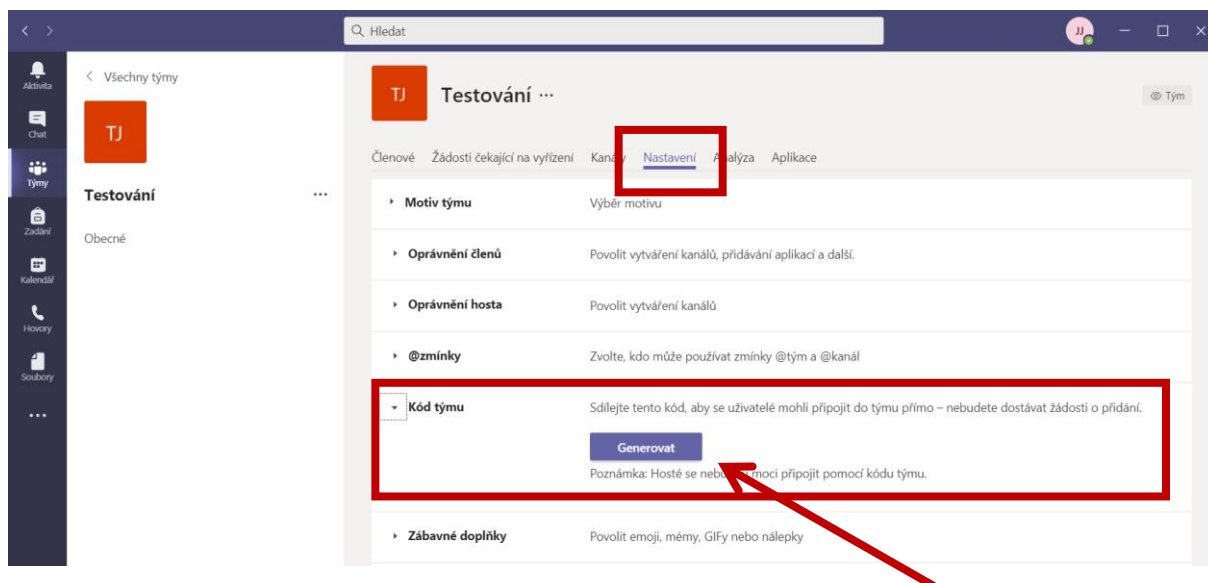 Hledat
JJ
Aktivita
Chat
Týmy
Zadání
Kalendář
Hovory
Soubory
Všechny týmy
TJ
Testování
Obecné
TJ
Testování
Tým
Členové Žádosti čekající na vyřízení Kanály Nastavení Analýza Aplikace
Motiv týmu Výběr motivu
Oprávnění členů Povolit vytváření kanálů, přidávání aplikací a další.
Oprávnění hosta Povolit vytváření kanálů
@zmínky Zvolte, kdo může používat zmínky @tým a @kanál
Kód týmu Sdílejte tento kód, aby se uživatelé mohli připojit do týmu přímo – nebudete dostávat žádosti o přidání.
Generovat
Poznámka: Hosté se nebudou moci připojit pomocí kódu týmu.
Zábavné doplňky Povolit emoji, mémy, GIFy nebo nálepky